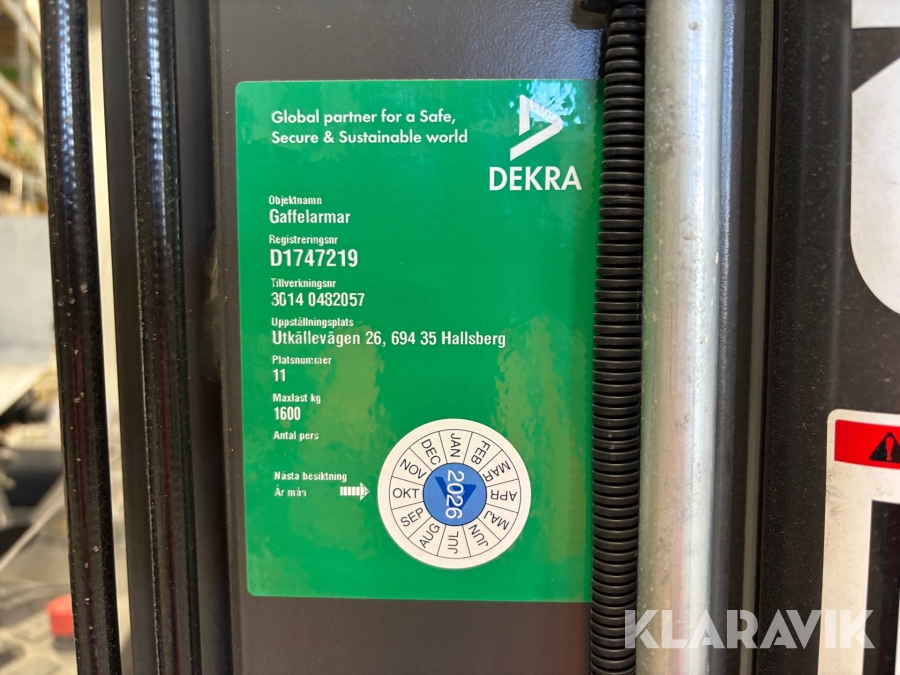 Global partner for a Safe,
Secure & Sustainable world
DEKRA
Objektnamn
Gaffelarmar
Registreringsnr
D1747219
Tillverkningsnr
3G14 0482057
Uppställningsplats
Utkällevägen 26, 694 35 Hallsberg
Platsnummer
11
Maxlast kg
1600
Antal pers
Nästa besiktning
År mån
JAN
FEB
MAR
APR
MAJ
JUN
JUL
AUG
SEP
OKT
NOV
DEC
2026
KLARAVIK